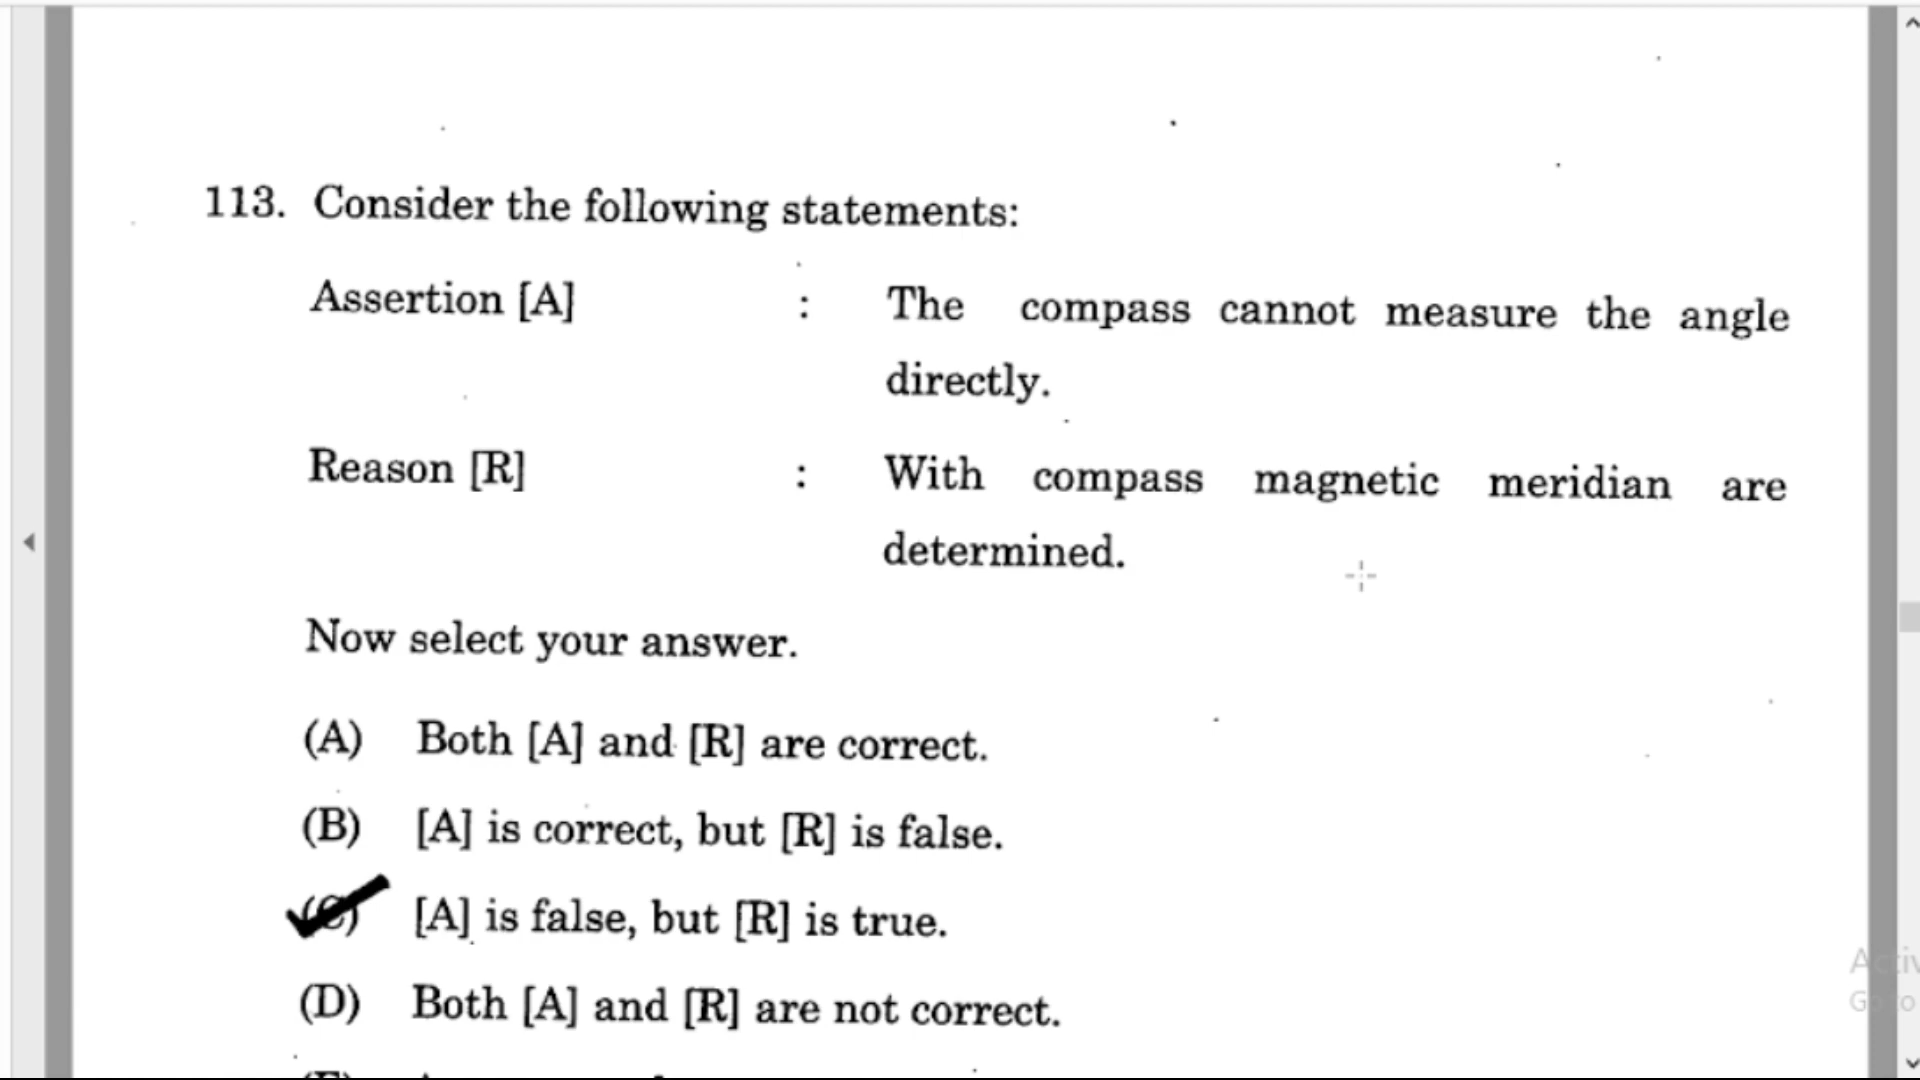 113. Consider the following statements:
Assertion [A] : The compass cannot measure the angle
directly.
Reason [R] : With compass magnetic meridian are
determined.
Now select your answer.
(A) Both [A] and [R] are correct.
(B) [A] is correct, but [R] is false.
(C) [A] is false, but [R] is true.
(D) Both [A] and [R] are not correct.